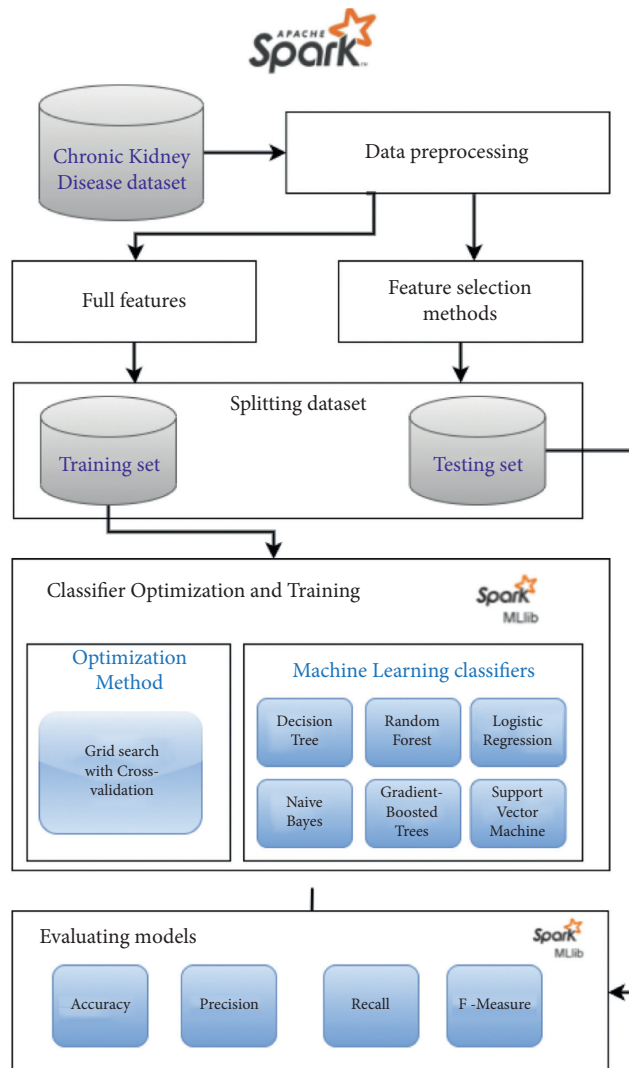 APACHE
Spark
Chronic Kidney
Disease dataset
Data preprocessing
Full features
Feature selection
methods
Splitting dataset
Training set
Testing set
Classifier Optimization and Training
Spark
MLlib
Optimization
Method
Machine Learning classifiers
Grid search
with Cross-
validation
Decision
Tree
Random
Forest
Logistic
Regression
Naive
Bayes
Gradient-
Boosted
Trees
Support
Vector
Machine
Evaluating models
Spark
MLlib
Accuracy
Precision
Recall
F -Measure